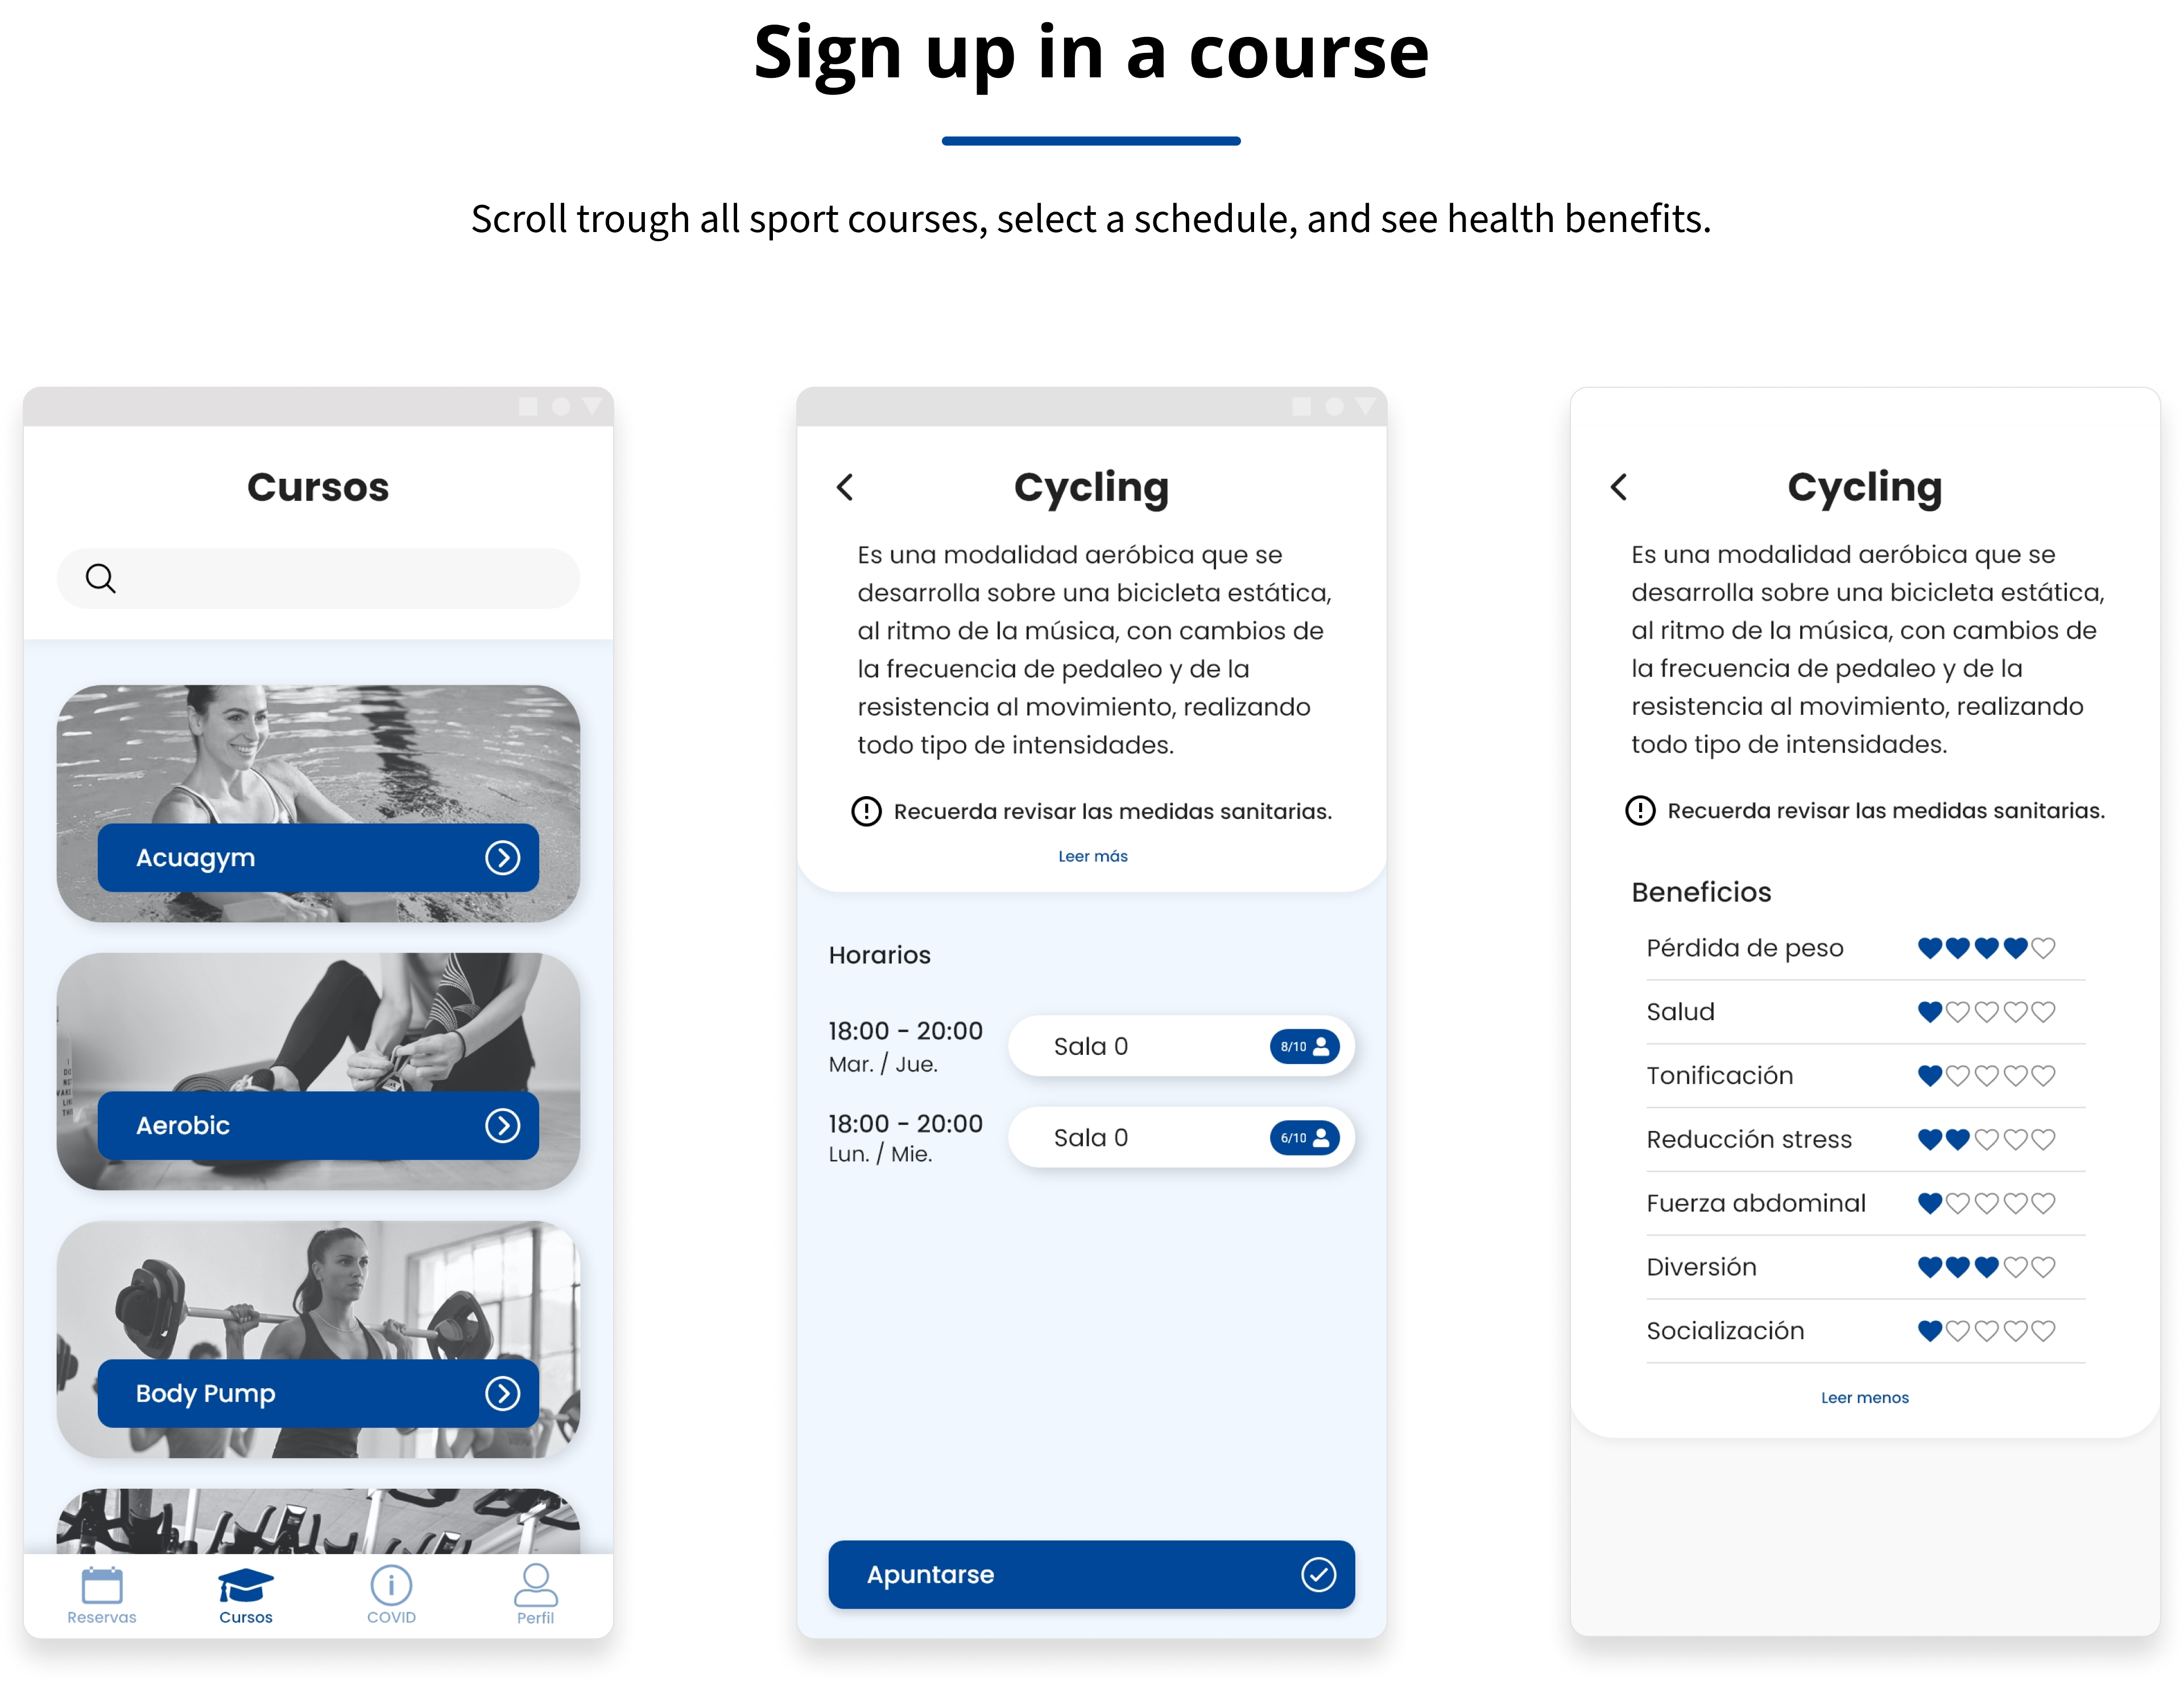 Sign up in a course
Scroll trough all sport courses, select a schedule, and see health benefits.
Cursos
Acuagym
Aerobic
Body Pump
Reservas
Cursos
COVID
Perfil
Cycling
Es una modalidad aeróbica que se
desarrolla sobre una bicicleta estática,
al ritmo de la música, con cambios de
la frecuencia de pedaleo y de la
resistencia al movimiento, realizando
todo tipo de intensidades.
Recuerda revisar las medidas sanitarias.
Leer más
Horarios
18:00 - 20:00
Mar. / Jue.
Sala 0
8/10
18:00 - 20:00
Lun. / Mie.
Sala 0
6/10
Apuntarse
Cycling
Es una modalidad aeróbica que se
desarrolla sobre una bicicleta estática,
al ritmo de la música, con cambios de
la frecuencia de pedaleo y de la
resistencia al movimiento, realizando
todo tipo de intensidades.
Recuerda revisar las medidas sanitarias.
Beneficios
Pérdida de peso
Salud
Tonificación
Reducción stress
Fuerza abdominal
Diversión
Socialización
Leer menos